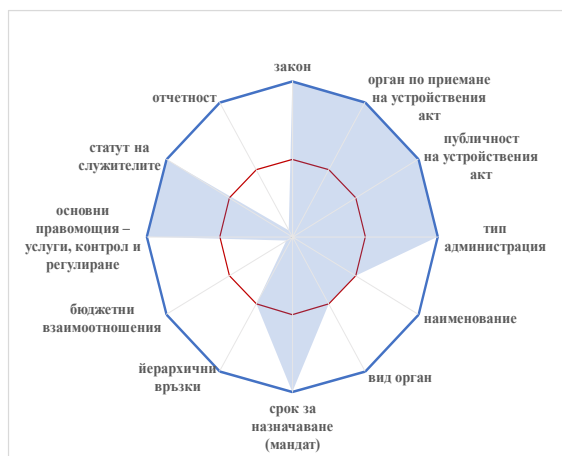 закон
орган по приемане
на устройствения
акт
публичност
на устройствения
акт
тип
администрация
наименование
вид орган
срок за
назначаване
(мандат)
йерархични
връзки
бюджетни
взаимоотношения
основни
правомощия –
услуги, контрол и
регулиране
статут на
служителите
отчетност